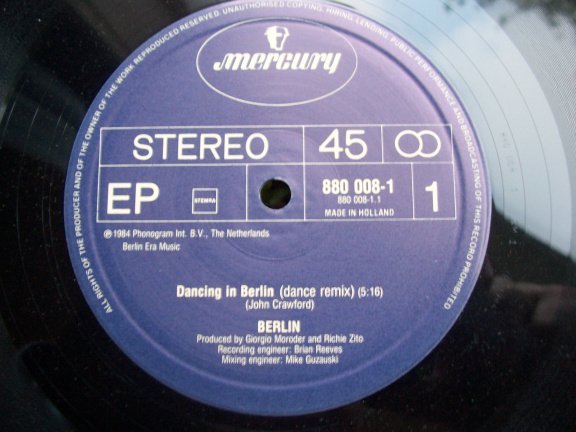 ALL RIGHTS OF THE PRODUCER AND OF THE OWNER OF THE WORK REPRODUCED RESERVED. UNAUTHORISED COPYING, HIRING, LENDING, PUBLIC PERFORMANCE AND BROADCASTING OF THIS RECORD PROHIBITED
mercury
STEREO 45
EP STEMRA 880 008-1 1
880 008-1.1
MADE IN HOLLAND
℗ 1984 Phonogram Int. B.V., The Netherlands
Berlin Era Music
Dancing in Berlin (dance remix) (5:16)
(John Crawford)
BERLIN
Produced by Giorgio Moroder and Richie Zito
Recording engineer: Brian Reeves
Mixing engineer: Mike Guzauski